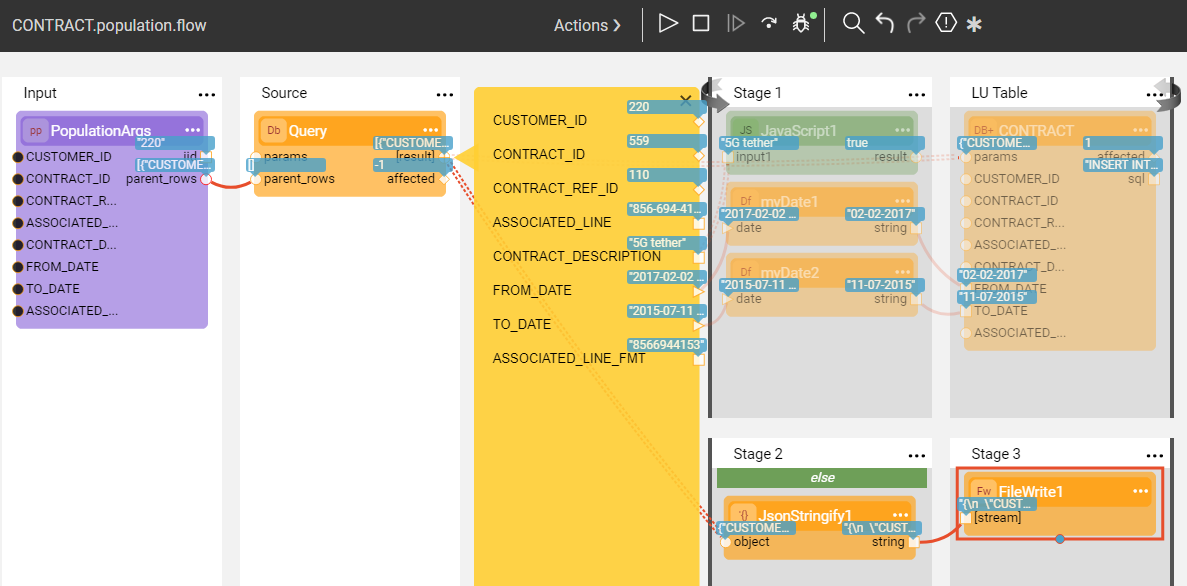 CONTRACT.population.flow
Actions
Input
pp PopulationArgs
"220"
CUSTOMER_ID iid
[{"CUSTOME...
CONTRACT_ID parent_rows
CONTRACT_R...
ASSOCIATED_...
CONTRACT_D...
FROM_DATE
TO_DATE
ASSOCIATED_...
Source
Db Query
[{"CUSTOME...
params [result]
[] -1
parent_rows affected
220
CUSTOMER_ID
559
CONTRACT_ID
110
CONTRACT_REF_ID
"856-694-41...
ASSOCIATED_LINE
"5G tether"
CONTRACT_DESCRIPTION
"2017-02-02 ...
FROM_DATE
"2015-07-11 ...
TO_DATE
"8566944153"
ASSOCIATED_LINE_FMT
Stage 1
JS JavaScript1
"5G tether" true
input1 result
Df myDate1
"2017-02-02 ... "02-02-2017"
date string
Df myDate2
"2015-07-11 ... "11-07-2015"
date string
LU Table
DB+ CONTRACT
{"CUSTOME... 1
params affected
"INSERT INT...
CUSTOMER_ID sql
CONTRACT_ID
CONTRACT_R...
ASSOCIATED_...
CONTRACT_D...
"02-02-2017"
FROM_DATE
"11-07-2015"
TO_DATE
ASSOCIATED_...
Stage 2
else
{} JsonStringify1
{"CUSTOME... "{\n \"CUST...
object string
Stage 3
Fw FileWrite1
"{\n \"CUST...
[stream]